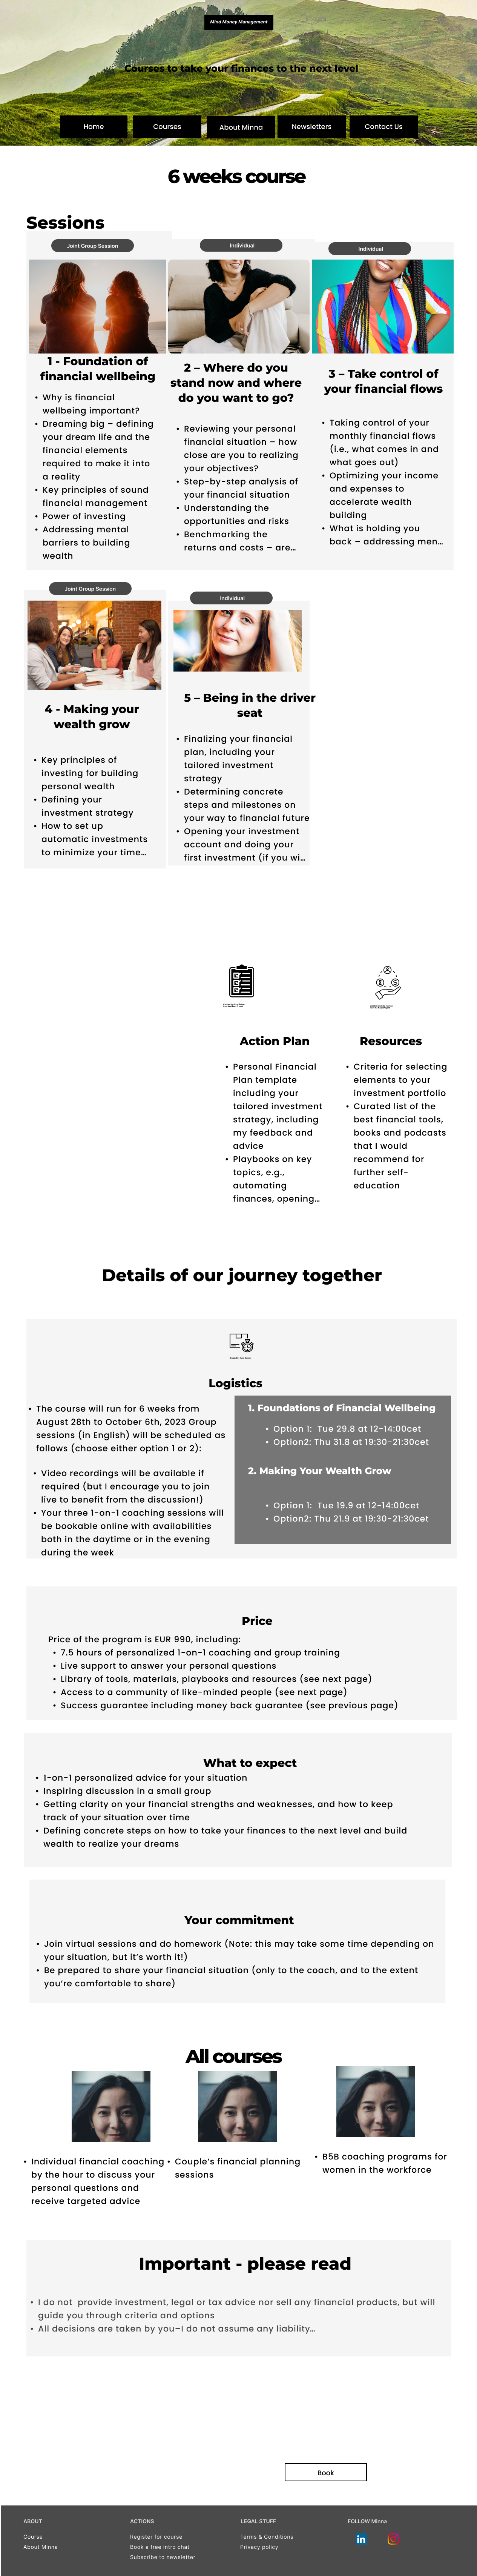 Mind Money Management
Courses to take your finances to the next level
Home
Courses
About Minna
Newsletters
Contact Us
6 weeks course
Sessions
Joint Group Session
1 - Foundation of
financial wellbeing
• Why is financial
wellbeing important?
• Dreaming big – defining
your dream life and the
financial elements
required to make it into
a reality
• Key principles of sound
financial management
• Power of investing
• Addressing mental
barriers to building
wealth
Individual
2 – Where do you
stand now and where
do you want to go?
• Reviewing your personal
financial situation – how
close are you to realizing
your objectives?
• Step-by-step analysis of
your financial situation
• Understanding the
opportunities and risks
• Benchmarking the
returns and costs – are...
Individual
3 – Take control of
your financial flows
• Taking control of your
monthly financial flows
(i.e., what comes in and
what goes out)
• Optimizing your income
and expenses to
accelerate wealth
building
• What is holding you
back – addressing men...
Joint Group Session
4 - Making your
wealth grow
• Key principles of
investing for building
personal wealth
• Defining your
investment strategy
• How to set up
automatic investments
to minimize your time...
Individual
5 – Being in the driver
seat
• Finalizing your financial
plan, including your
tailored investment
strategy
• Determining concrete
steps and milestones on
your way to financial future
• Opening your investment
account and doing your
first investment (if you wi...
Action Plan
• Personal Financial
Plan template
including your
tailored investment
strategy, including
my feedback and
advice
• Playbooks on key
topics, e.g.,
automating
finances, opening...
Resources
• Criteria for selecting
elements to your
investment portfolio
• Curated list of the
best financial tools,
books and podcasts
that I would
recommend for
further self-
education
Details of our journey together
Logistics
• The course will run for 6 weeks from
August 28th to October 6th, 2023 Group
sessions (in English) will be scheduled as
follows (choose either option 1 or 2):
• Video recordings will be available if
required (but I encourage you to join
live to benefit from the discussion!)
• Your three 1-on-1 coaching sessions will
be bookable online with availabilities
both in the daytime or in the evening
during the week
1. Foundations of Financial Wellbeing
• Option 1:  Tue 29.8 at 12-14:00cet
• Option2: Thu 31.8 at 19:30-21:30cet
2. Making Your Wealth Grow
• Option 1:  Tue 19.9 at 12-14:00cet
• Option2: Thu 21.9 at 19:30-21:30cet
Price
Price of the program is EUR 990, including:
• 7.5 hours of personalized 1-on-1 coaching and group training
• Live support to answer your personal questions
• Library of tools, materials, playbooks and resources (see next page)
• Access to a community of like-minded people (see next page)
• Success guarantee including money back guarantee (see previous page)
What to expect
• 1-on-1 personalized advice for your situation
• Inspiring discussion in a small group
• Getting clarity on your financial strengths and weaknesses, and how to keep
track of your situation over time
• Defining concrete steps on how to take your finances to the next level and build
wealth to realize your dreams
Your commitment
• Join virtual sessions and do homework (Note: this may take some time depending on
your situation, but it's worth it!)
• Be prepared to share your financial situation (only to the coach, and to the extent
you're comfortable to share)
All courses
• Individual financial coaching
by the hour to discuss your
personal questions and
receive targeted advice
• Couple's financial planning
sessions
• B5B coaching programs for
women in the workforce
Important - please read
• I do not  provide investment, legal or tax advice nor sell any financial products, but will
guide you through criteria and options
• All decisions are taken by you–I do not assume any liability...
Book
ABOUT
Course
About Minna
ACTIONS
Register for course
Book a free intro chat
Subscribe to newsletter
LEGAL STUFF
Terms & Conditions
Privacy policy
FOLLOW Minna
in